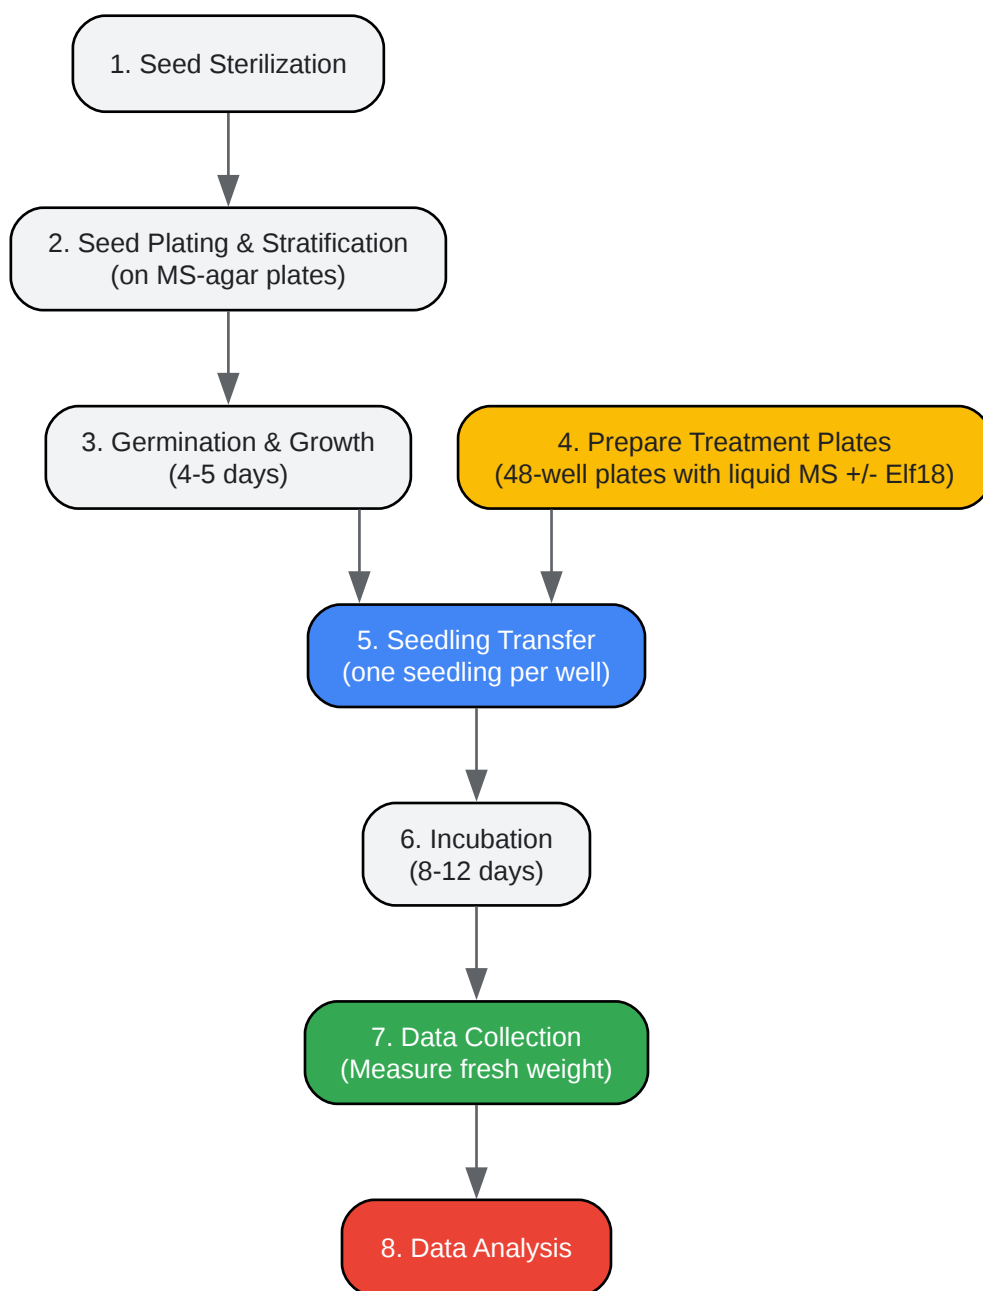 1. Seed Sterilization
2. Seed Plating & Stratification
(on MS-agar plates)
3. Germination & Growth
(4-5 days)
4. Prepare Treatment Plates
(48-well plates with liquid MS +/- Elf18)
5. Seedling Transfer
(one seedling per well)
6. Incubation
(8-12 days)
7. Data Collection
(Measure fresh weight)
8. Data Analysis